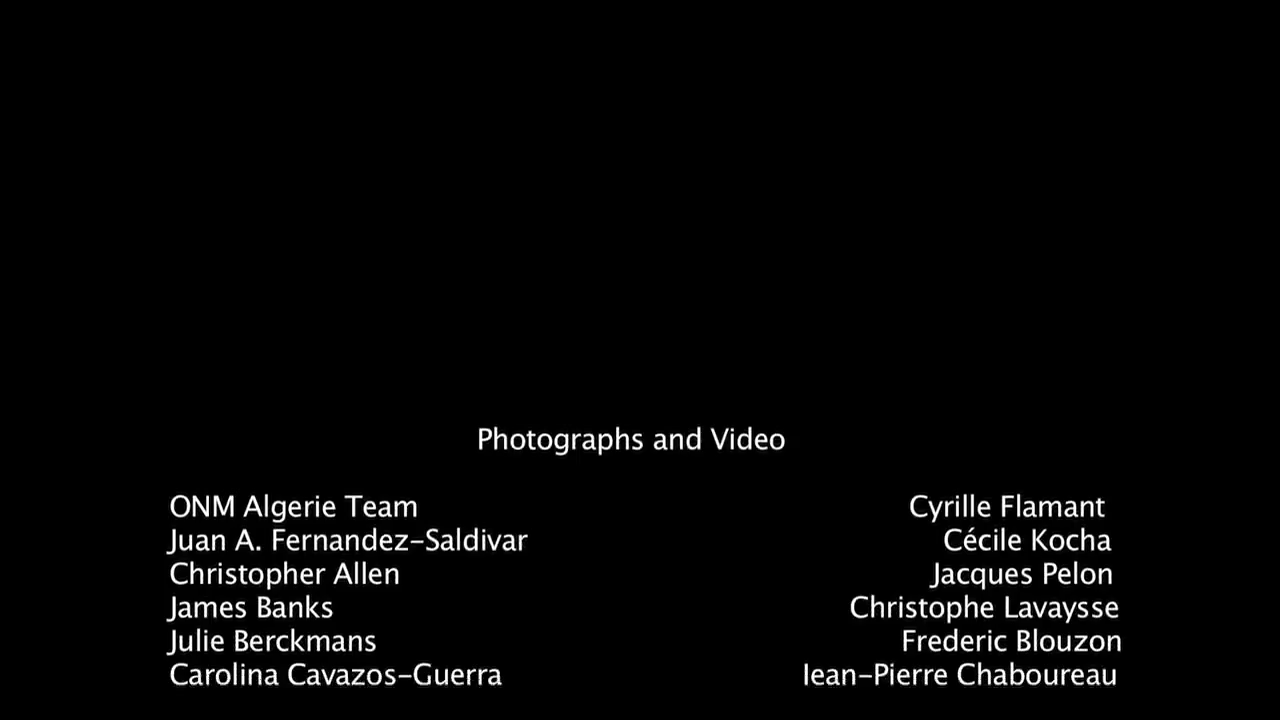 Photographs and Video
ONM Algerie Team
Juan A. Fernandez-Saldivar
Christopher Allen
James Banks
Julie Berckmans
Carolina Cavazos-Guerra
Cyrille Flamant
Cécile Kocha
Jacques Pelon
Christophe Lavaysse
Frederic Blouzon
Jean-Pierre Chaboureau